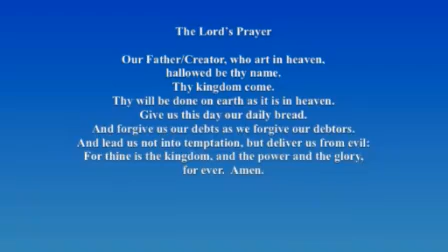 The Lord's Prayer
Our Father/Creator, who art in heaven,
hallowed be thy name.
Thy kingdom come.
Thy will be done on earth as it is in heaven.
Give us this day our daily bread.
And forgive us our debts as we forgive our debtors.
And lead us not into temptation, but deliver us from evil:
For thine is the kingdom, and the power and the glory,
for ever.  Amen.